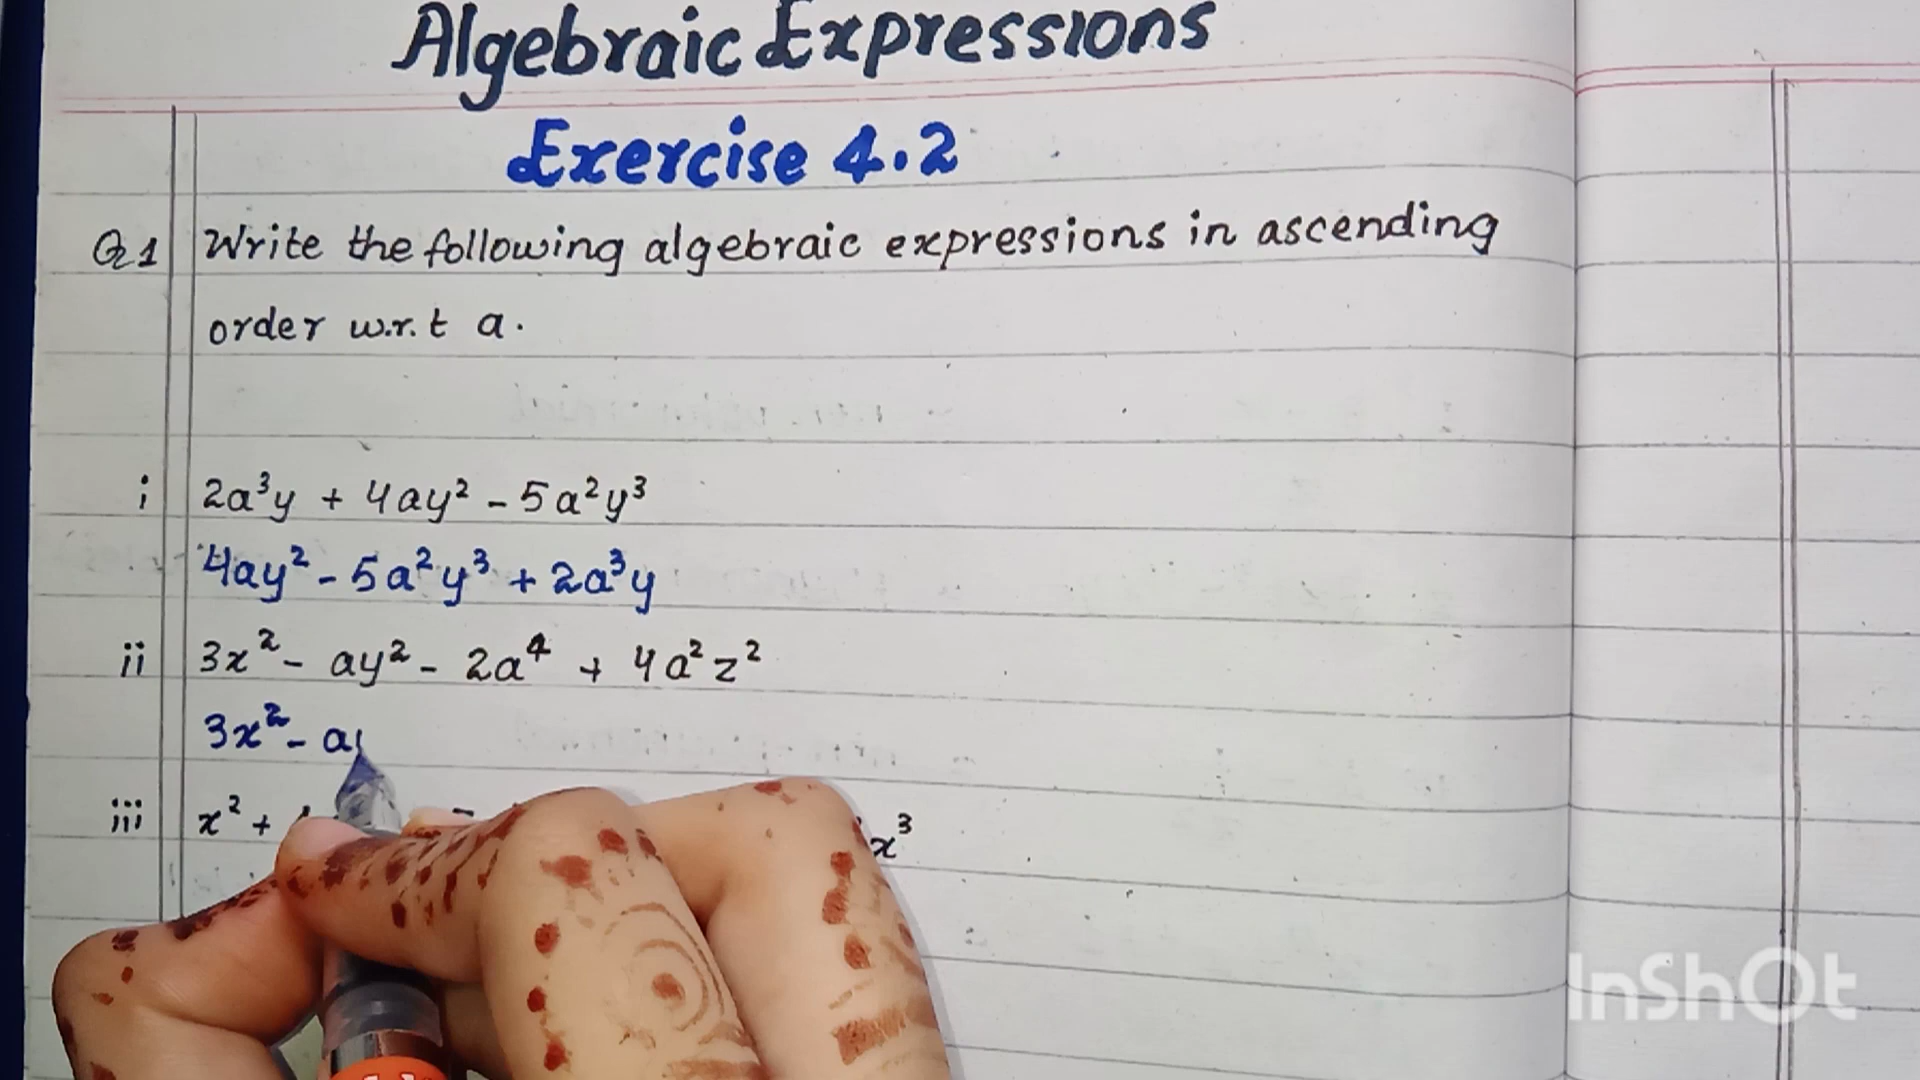 Algebraic Expressions
Exercise 4.2
Q1 Write the following algebraic expressions in ascending
order w.r.t a.
i 2a³y + 4ay² - 5a²y³
4ay² - 5a²y³ + 2a³y
ii 3x² - ay² - 2a⁴ + 4a²z²
3x² - a
iii x² + x³
InShOt